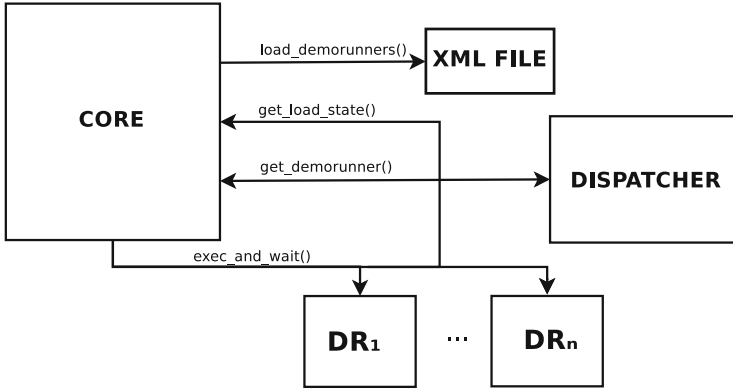 load_demorunners()
XML FILE
get_load_state()
CORE
get_demorunner()
DISPATCHER
exec_and_wait()
DR₁
...
DRₙ